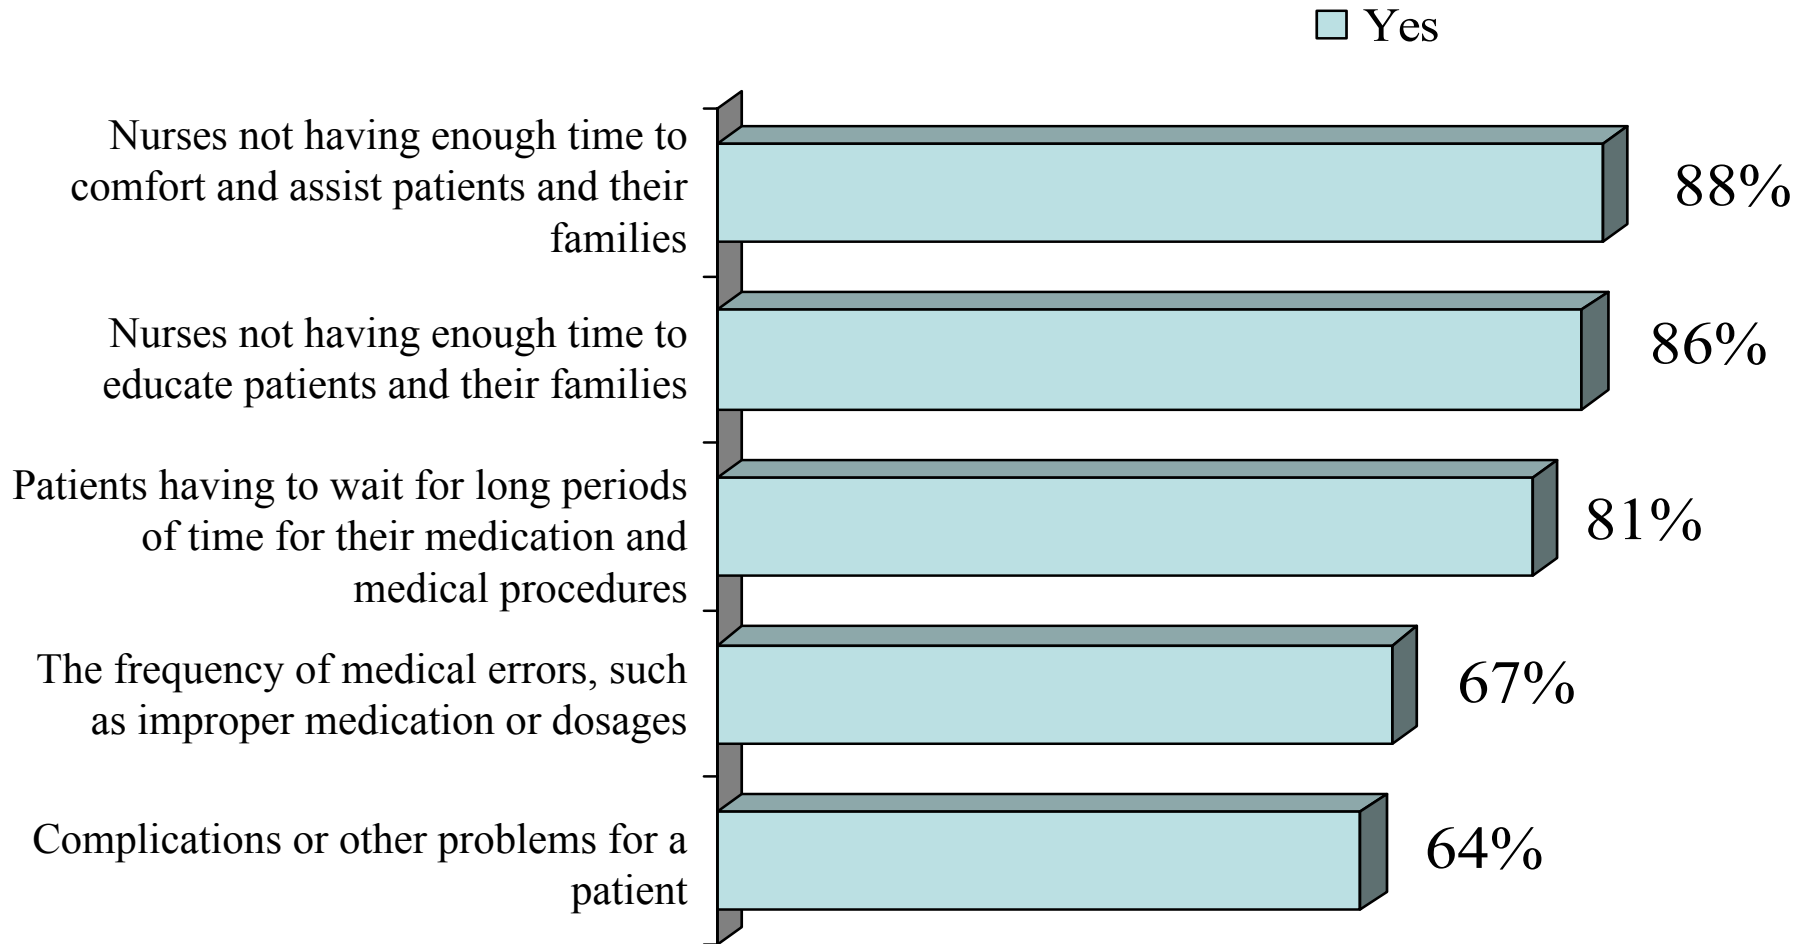 Yes
Nurses not having enough time to
comfort and assist patients and their
families
88%
Nurses not having enough time to
educate patients and their families
86%
Patients having to wait for long periods
of time for their medication and
medical procedures
81%
The frequency of medical errors, such
as improper medication or dosages
67%
Complications or other problems for a
patient
64%